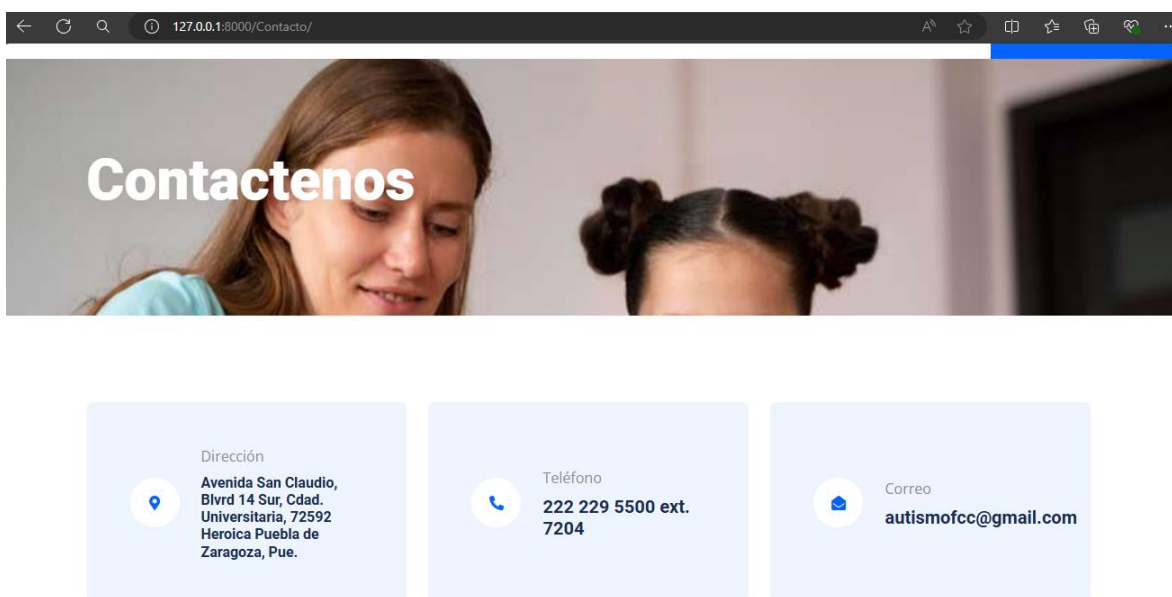 127.0.0.1:8000/Contacto/
Contactenos
Dirección
Avenida San Claudio,
Blvrd 14 Sur, Cdad.
Universitaria, 72592
Heroica Puebla de
Zaragoza, Pue.
Teléfono
222 229 5500 ext.
7204
Correo
autismofcc@gmail.com